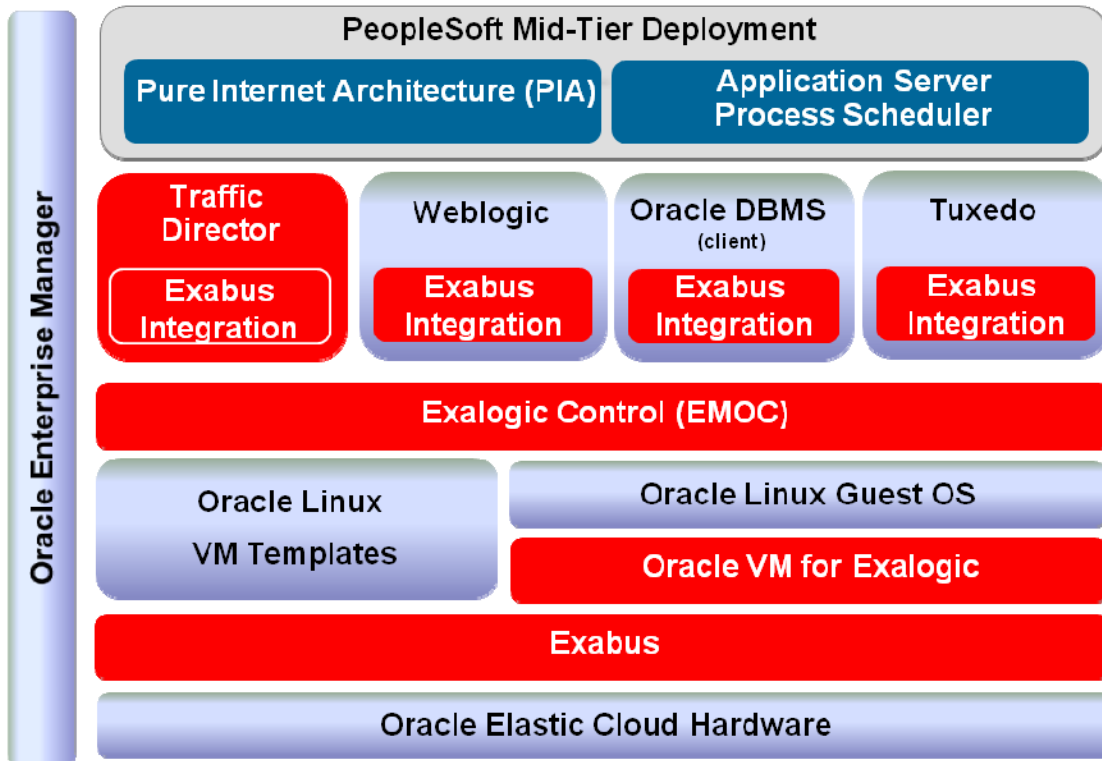 Oracle Enterprise Manager
PeopleSoft Mid-Tier Deployment
Pure Internet Architecture (PIA)
Application Server
Process Scheduler
Traffic
Director
Exabus
Integration
Weblogic
Exabus
Integration
Oracle DBMS
(client)
Exabus
Integration
Tuxedo
Exabus
Integration
Exalogic Control (EMOC)
Oracle Linux
VM Templates
Oracle Linux Guest OS
Oracle VM for Exalogic
Exabus
Oracle Elastic Cloud Hardware